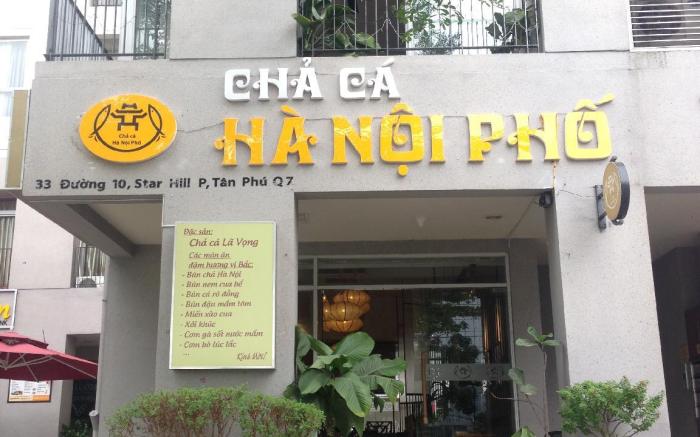 CHẢ CÁ
HÀ NỘI PHỐ
Chả cá
Hà Nội Phố
33 Đường 10, Star Hill P, Tân Phú Q7
Đặc sản:
Chả cá Lã Vọng
Các món ăn
đậm hương vị Bắc:
- Bún chả Hà Nội
- Bún nem cua bể
- Bún cá rô đồng
- Bún đậu mắm tôm
- Miến xào cua
- Xôi khúc
- Cơm gà sốt nước mắm
- Cơm bò lúc lắc
...
Kính Mời!